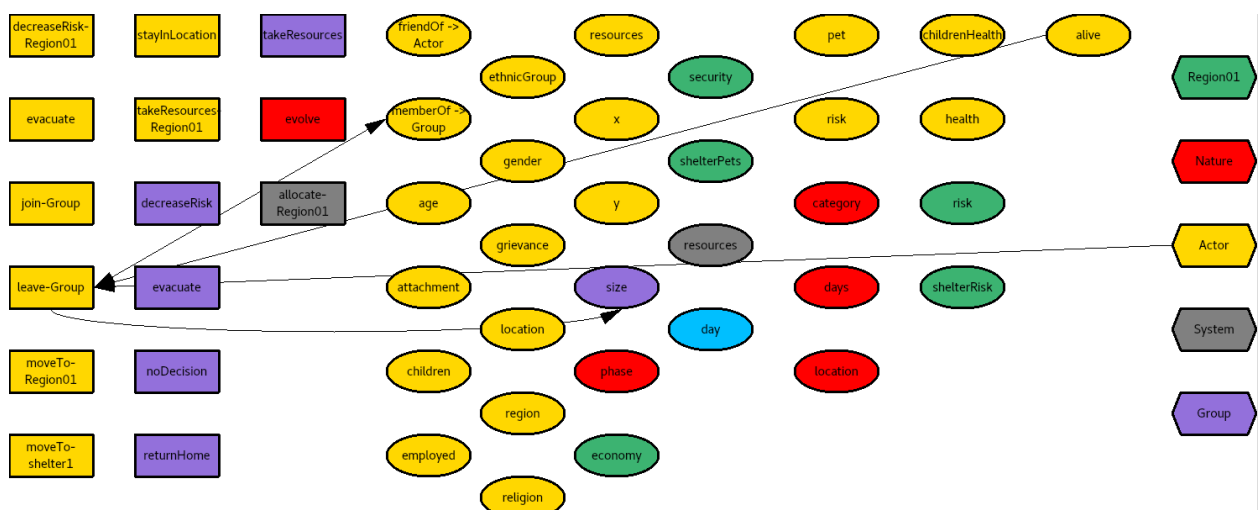 decreaseRisk-
Region01
stayInLocation
takeResources
friendOf ->
Actor
resources
pet
childrenHealth
alive
ethnicGroup
security
Region01
evacuate
takeResources-
Region01
evolve
memberOf ->
Group
x
risk
health
gender
shelterPets
Nature
join-Group
decreaseRisk
allocate-
Region01
age
y
category
risk
grievance
resources
Actor
leave-Group
evacuate
attachment
size
days
shelterRisk
location
day
System
moveTo-
Region01
noDecision
children
phase
location
region
Group
moveTo-
shelter1
returnHome
employed
economy
religion